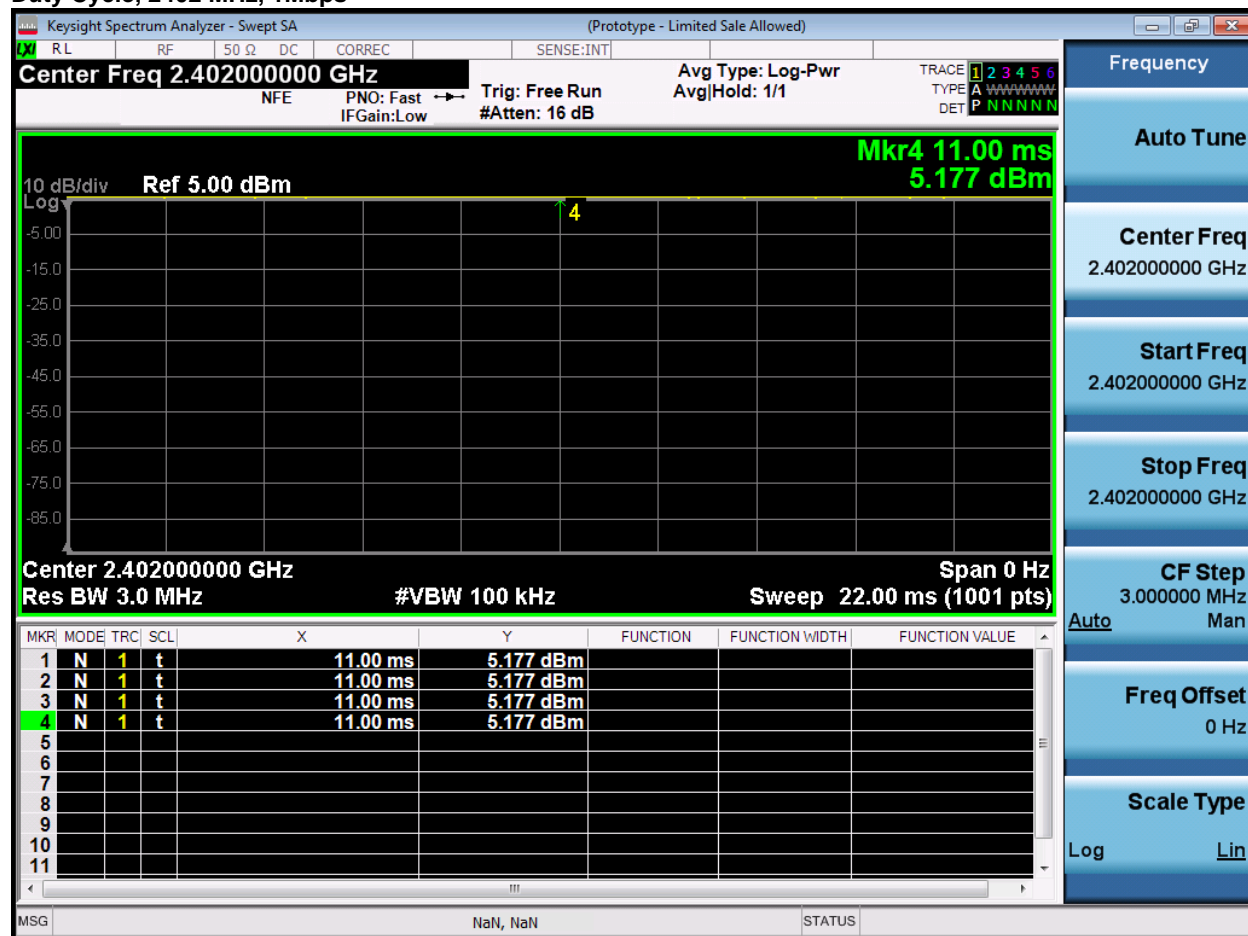 Duty Cycle, 2402 MHz, 1Mbps
Keysight Spectrum Analyzer - Swept SA (Prototype - Limited Sale Allowed)
LXI RL RF 50 Ω DC CORREC SENSE:INT
Center Freq 2.402000000 GHz
NFE PNO: Fast IFGain:Low
Trig: Free Run
#Atten: 16 dB
Avg Type: Log-Pwr
Avg|Hold: 1/1
TRACE 1 2 3 4 5 6
TYPE A WWWWW
DET P N N N N N
Mkr4 11.00 ms
5.177 dBm
10 dB/div Ref 5.00 dBm
Log
4
-5.00
-15.0
-25.0
-35.0
-45.0
-55.0
-65.0
-75.0
-85.0
Center 2.402000000 GHz Span 0 Hz
Res BW 3.0 MHz #VBW 100 kHz Sweep 22.00 ms (1001 pts)
MKR MODE TRC SCL X Y FUNCTION FUNCTION WIDTH FUNCTION VALUE
1 N 1 t 11.00 ms 5.177 dBm
2 N 1 t 11.00 ms 5.177 dBm
3 N 1 t 11.00 ms 5.177 dBm
4 N 1 t 11.00 ms 5.177 dBm
5
6
7
8
9
10
11
MSG NaN, NaN STATUS
Frequency
Auto Tune
Center Freq
2.402000000 GHz
Start Freq
2.402000000 GHz
Stop Freq
2.402000000 GHz
CF Step
3.000000 MHz
Auto Man
Freq Offset
0 Hz
Scale Type
Log Lin